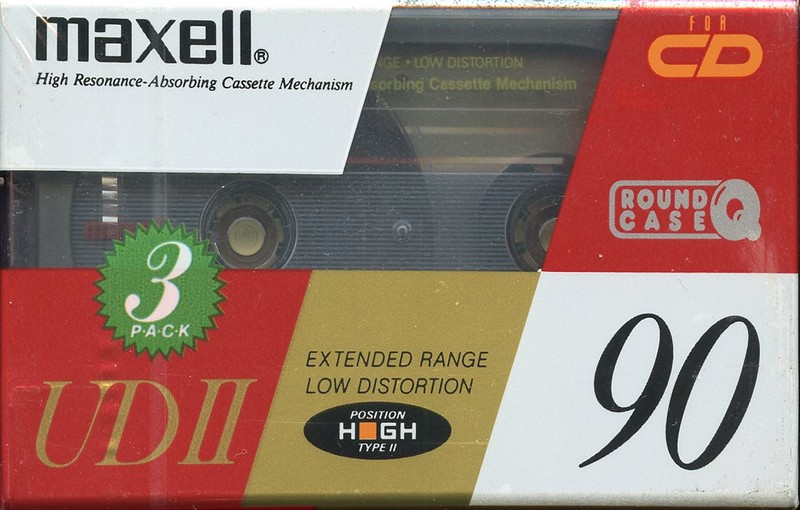 maxell®
High Resonance-Absorbing Cassette Mechanism
NGE • LOW DISTORTION
sorbing Cassette Mechanism
FOR
CD
ROUND
CASE
3
P·A·C·K
UDII
EXTENDED RANGE
LOW DISTORTION
POSITION
HIGH
TYPE II
90